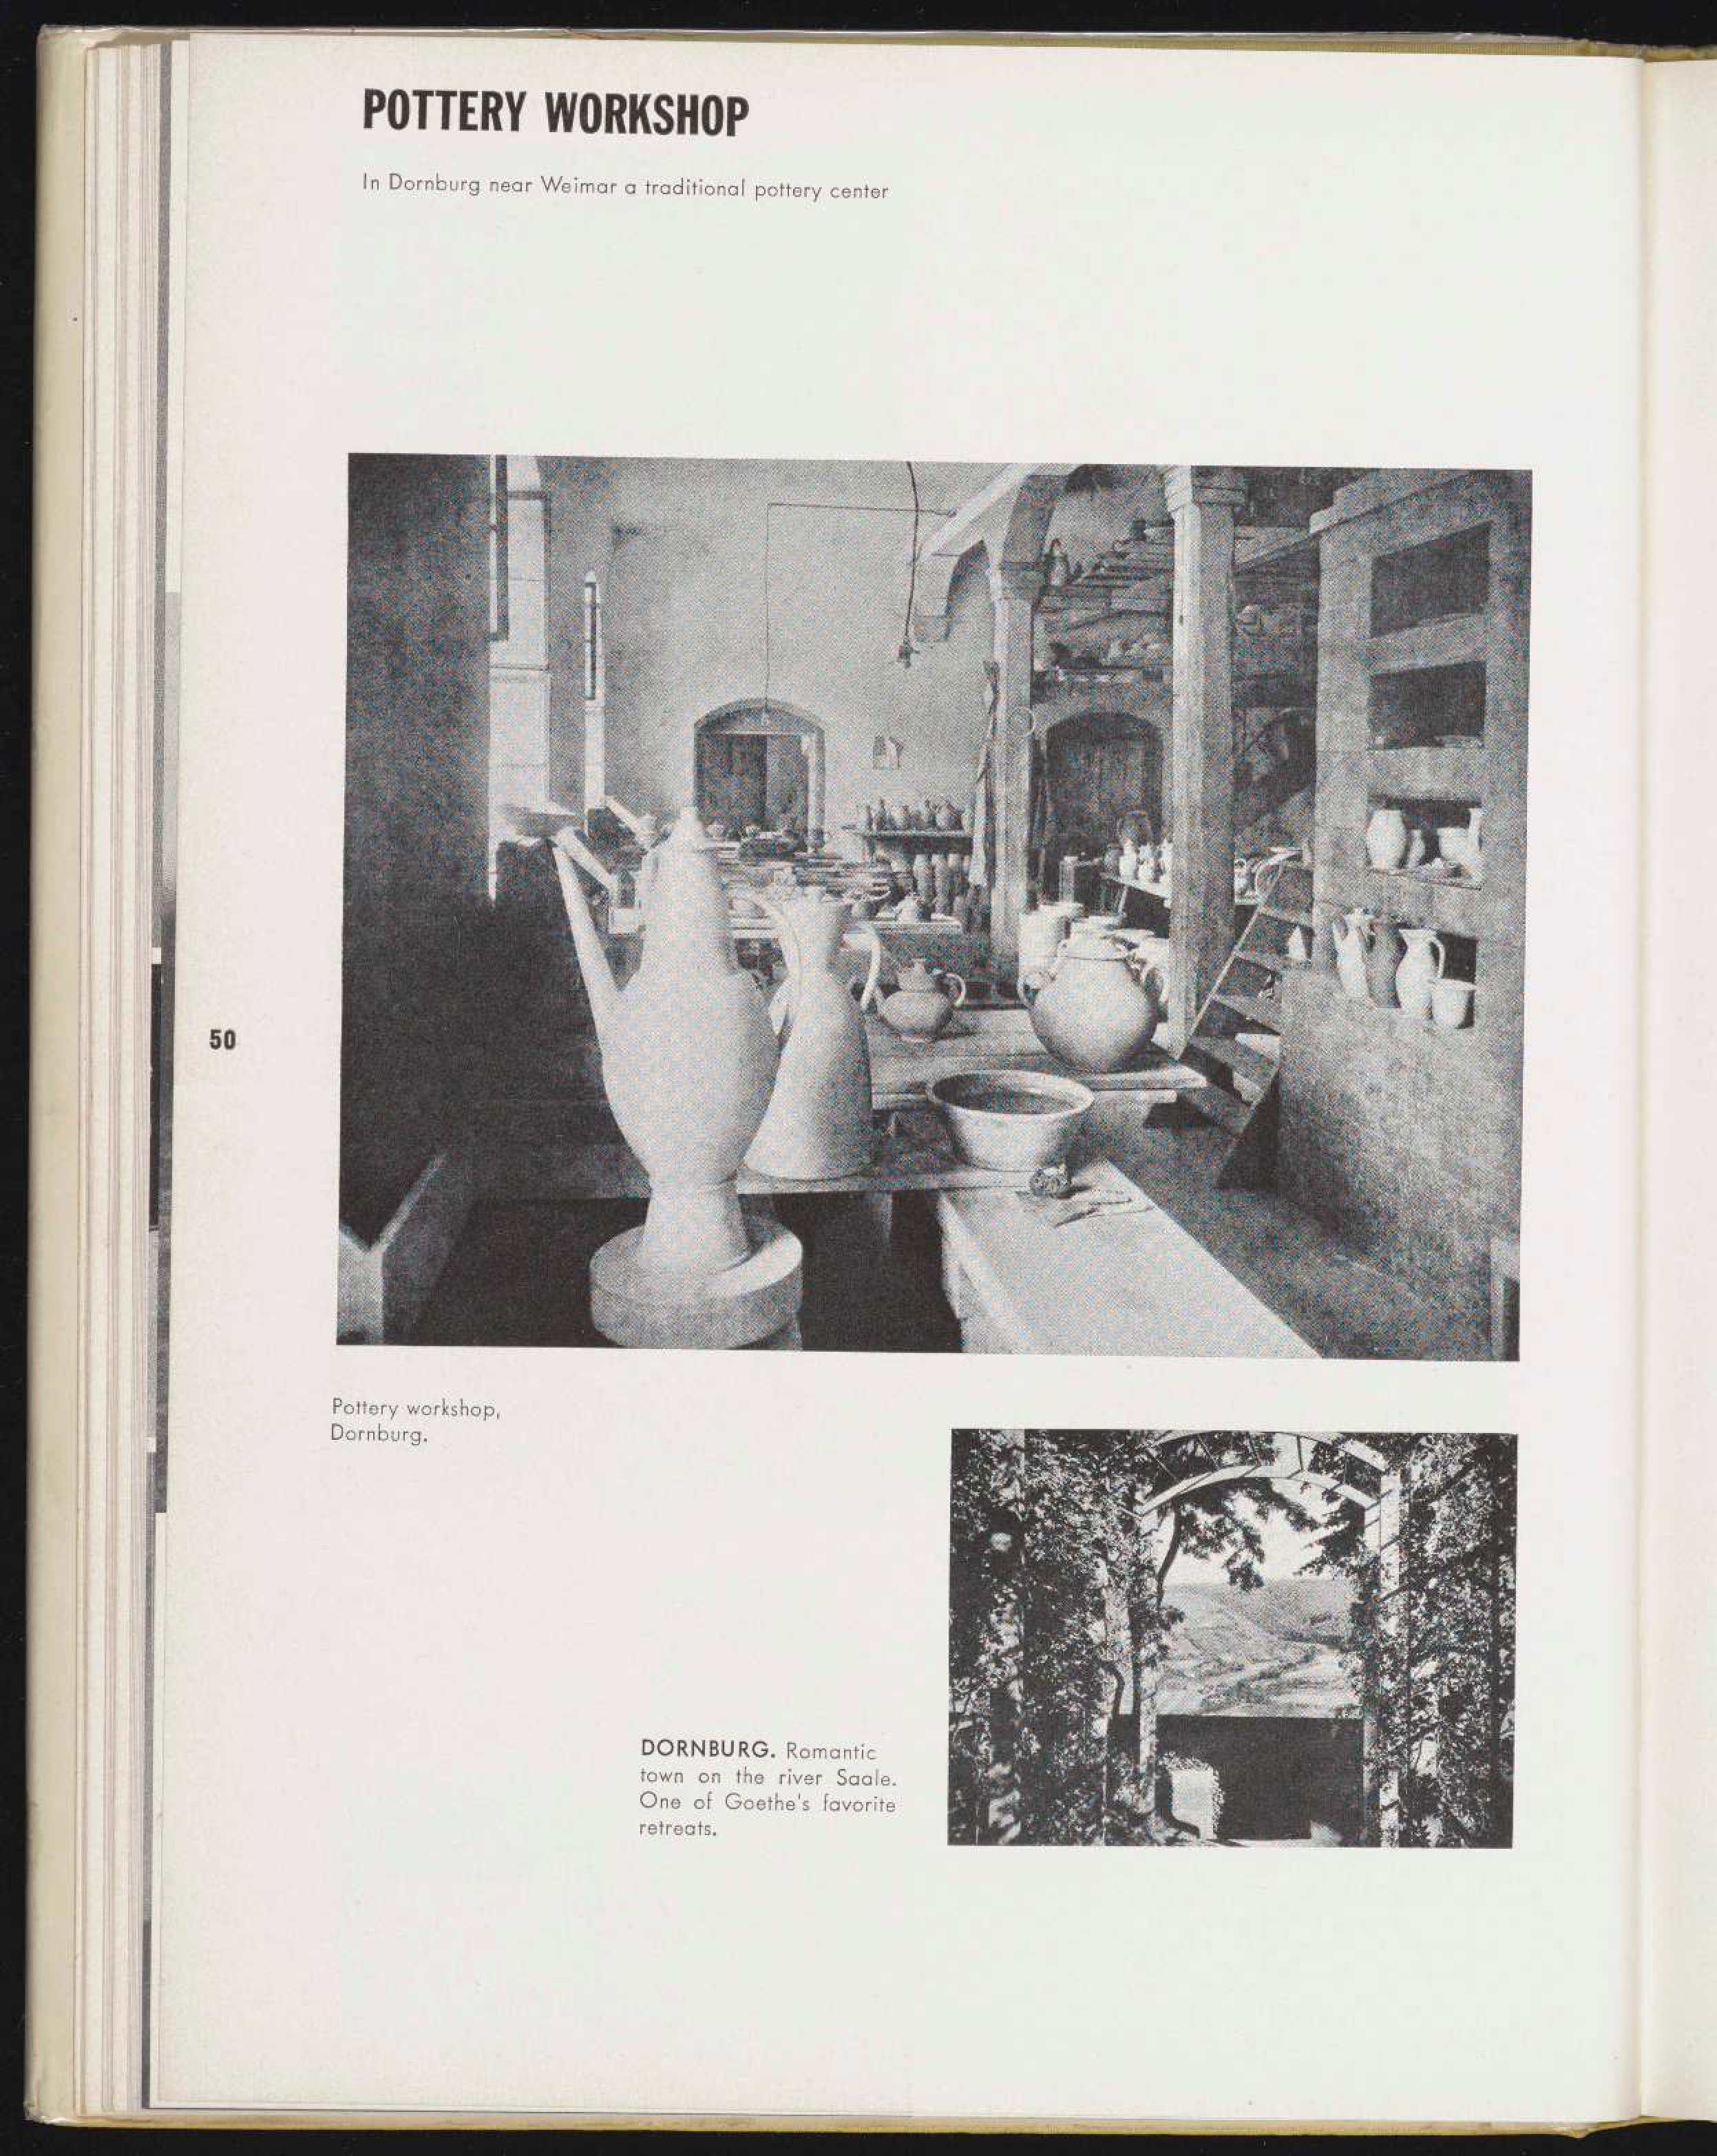 POTTERY WORKSHOP
In Dornburg near Weimar a traditional pottery center
50
Pottery workshop,
Dornburg.
DORNBURG. Romantic
town on the river Saale.
One of Goethe's favorite
retreats.